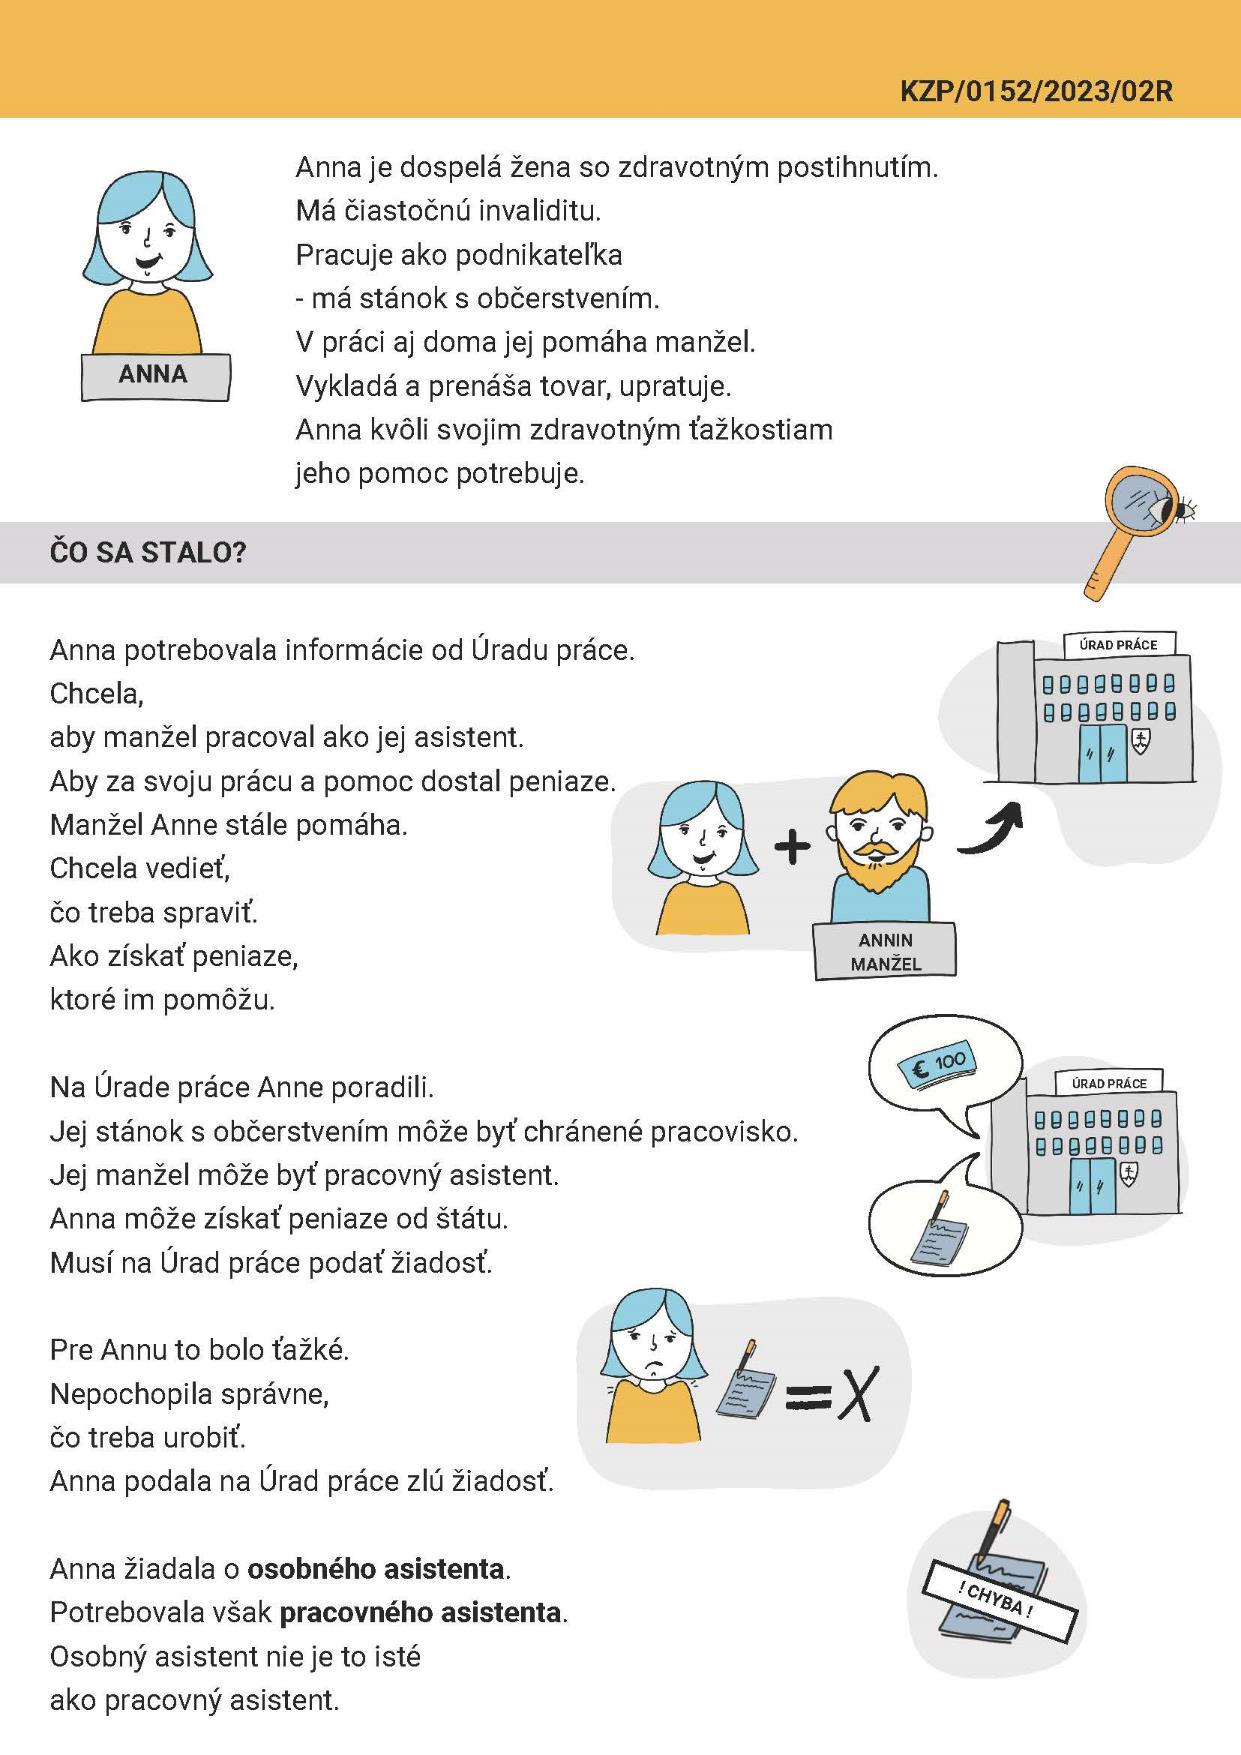 KZP/0152/2023/02R
Anna je dospelá žena so zdravotným postihnutím.
Má čiastočnú invaliditu.
Pracuje ako podnikateľka
- má stánok s občerstvením.
V práci aj doma jej pomáha manžel.
Vykladá a prenáša tovar, upratuje.
Anna kvôli svojim zdravotným ťažkostiam
jeho pomoc potrebuje.
ANNA
ČO SA STALO?
Anna potrebovala informácie od Úradu práce.
Chcela,
aby manžel pracoval ako jej asistent.
Aby za svoju prácu a pomoc dostal peniaze.
Manžel Anne stále pomáha.
Chcela vedieť,
čo treba spraviť.
Ako získať peniaze,
ktoré im pomôžu.
ÚRAD PRÁCE
ANNIN
MANŽEL
Na Úrade práce Anne poradili.
Jej stánok s občerstvením môže byť chránené pracovisko.
Jej manžel môže byť pracovný asistent.
Anna môže získať peniaze od štátu.
Musí na Úrad práce podať žiadosť.
€ 100
ÚRAD PRÁCE
Pre Annu to bolo ťažké.
Nepochopila správne,
čo treba urobiť.
Anna podala na Úrad práce zlú žiadosť.
= X
Anna žiadala o osobného asistenta.
Potrebovala však pracovného asistenta.
Osobný asistent nie je to isté
ako pracovný asistent.
! CHYBA !